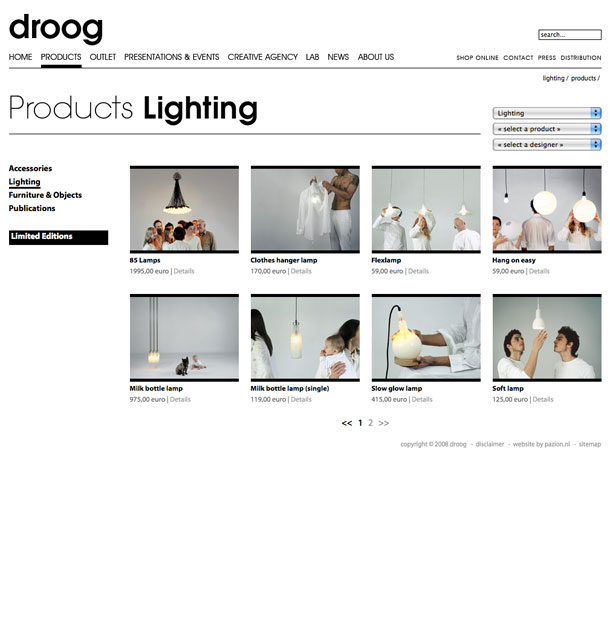 droog
search...
HOME PRODUCTS OUTLET PRESENTATIONS & EVENTS CREATIVE AGENCY LAB NEWS ABOUT US
SHOP ONLINE CONTACT PRESS DISTRIBUTION
lighting / products /
Products Lighting
Lighting
« select a product »
« select a designer »
Accessories
Lighting
Furniture & Objects
Publications
Limited Editions
85 Lamps
1995,00 euro | Details
Clothes hanger lamp
170,00 euro | Details
Flexlamp
59,00 euro | Details
Hang on easy
59,00 euro | Details
Milk bottle lamp
975,00 euro | Details
Milk bottle lamp (single)
119,00 euro | Details
Slow glow lamp
415,00 euro | Details
Soft lamp
125,00 euro | Details
<< 1 2 >>
copyright © 2008 droog - disclaimer - website by pazion.nl - sitemap